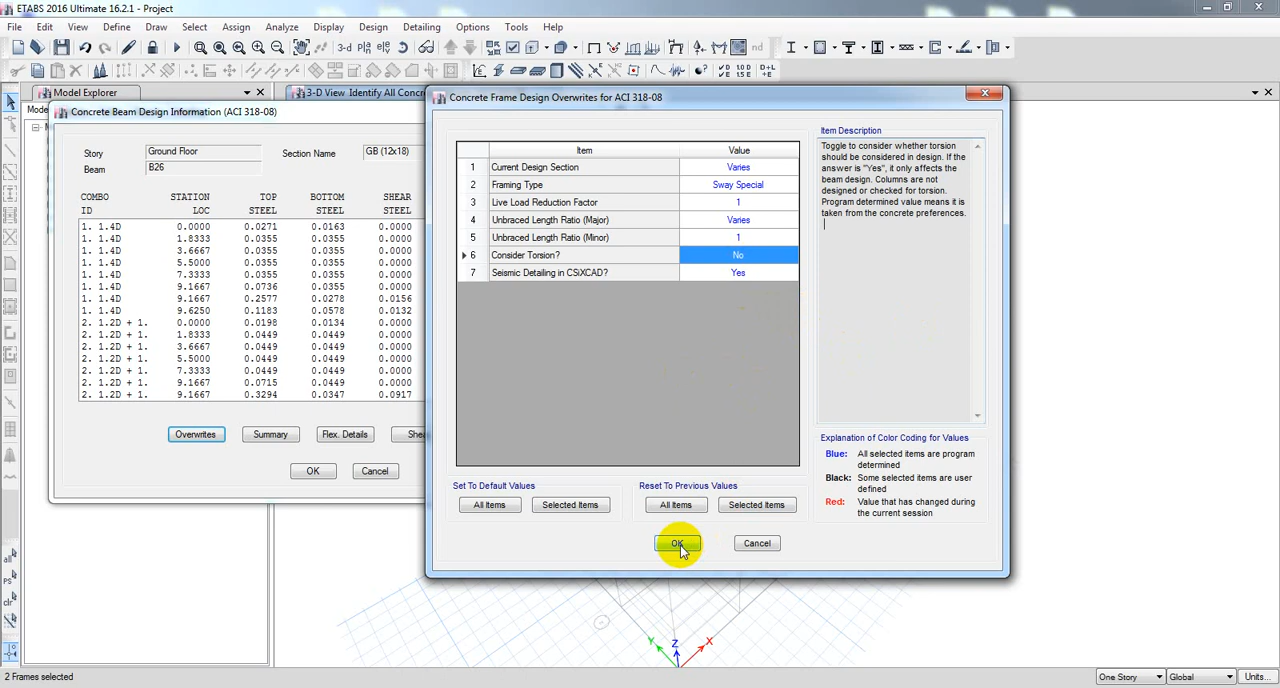 ETABS 2016 Ultimate 16.2.1 - Project
File Edit View Define Draw Select Assign Analyze Display Design Detailing Options Tools Help
3-d nd
Model Explorer
3-D View Identify All Concr
Concrete Beam Design Information (ACI 318-08)
Story Ground Floor Section Name GB (12x18)
Beam B26
COMBO STATION TOP BOTTOM SHEAR
ID LOC STEEL STEEL STEEL
1. 1.4D 0.0000 0.0271 0.0163 0.0000
1. 1.4D 1.8333 0.0355 0.0355 0.0000
1. 1.4D 3.6667 0.0355 0.0355 0.0000
1. 1.4D 5.5000 0.0355 0.0355 0.0000
1. 1.4D 7.3333 0.0355 0.0355 0.0000
1. 1.4D 9.1667 0.0736 0.0355 0.0000
1. 1.4D 9.1667 0.2577 0.0278 0.0156
1. 1.4D 9.6250 0.1183 0.0578 0.0132
2. 1.2D + 1. 0.0000 0.0198 0.0134 0.0000
2. 1.2D + 1. 1.8333 0.0449 0.0449 0.0000
2. 1.2D + 1. 3.6667 0.0449 0.0449 0.0000
2. 1.2D + 1. 5.5000 0.0449 0.0449 0.0000
2. 1.2D + 1. 7.3333 0.0449 0.0449 0.0000
2. 1.2D + 1. 9.1667 0.0715 0.0449 0.0000
2. 1.2D + 1. 9.1667 0.3294 0.0347 0.0917
Overwrites Summary Flex. Details Shea
OK Cancel
Concrete Frame Design Overwrites for ACI 318-08
Item Value
1 Current Design Section Varies
2 Framing Type Sway Special
3 Live Load Reduction Factor 1
4 Unbraced Length Ratio (Major) Varies
5 Unbraced Length Ratio (Minor) 1
6 Consider Torsion? No
7 Seismic Detailing in CSiXCAD? Yes
Item Description
Toggle to consider whether torsion
should be considered in design. If the
answer is "Yes", it only affects the
beam design. Columns are not
designed or checked for torsion.
Program determined value means it is
taken from the concrete preferences.
Explanation of Color Coding for Values
Blue: All selected items are program
determined
Black: Some selected items are user
defined
Red: Value that has changed during
the current session
Set To Default Values Reset To Previous Values
All Items Selected Items All Items Selected Items
OK Cancel
Y Z X
all
PS
clr
2 Frames selected One Story Global Units...